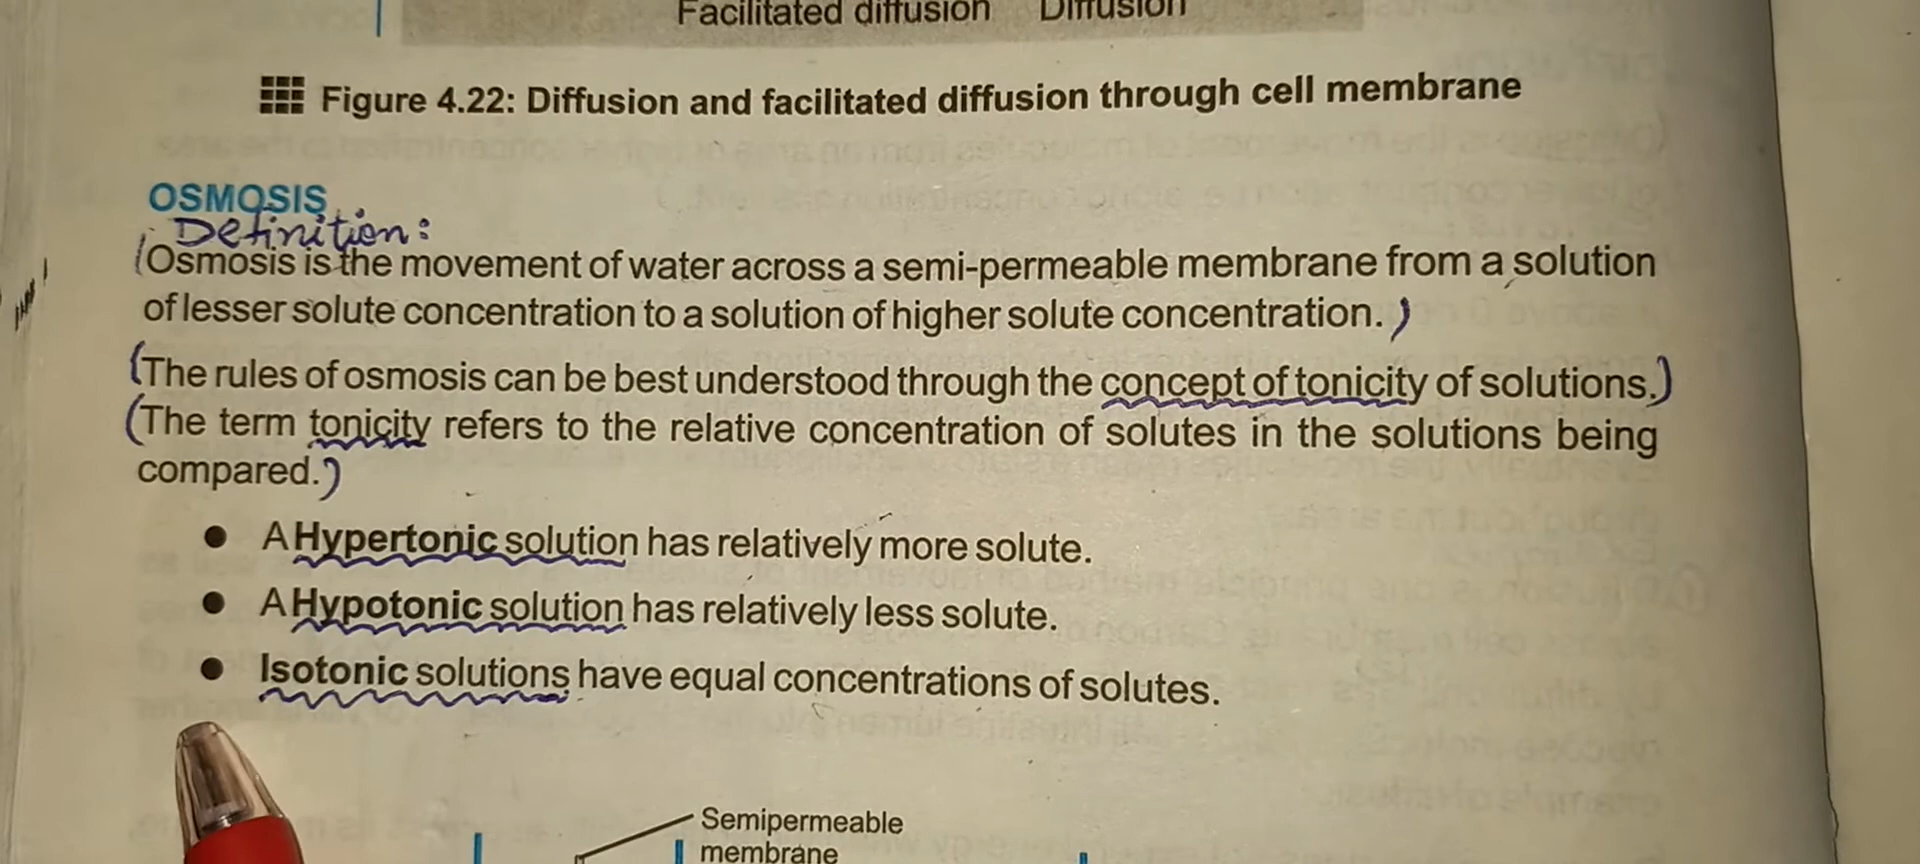 Facilitated diffusion Diffusion
Figure 4.22: Diffusion and facilitated diffusion through cell membrane
OSMOSIS
Definition:
(Osmosis is the movement of water across a semi-permeable membrane from a solution
of lesser solute concentration to a solution of higher solute concentration.)
(The rules of osmosis can be best understood through the concept of tonicity of solutions.)
(The term tonicity refers to the relative concentration of solutes in the solutions being
compared.)
● A Hypertonic solution has relatively more solute.
● A Hypotonic solution has relatively less solute.
● Isotonic solutions have equal concentrations of solutes.
Semipermeable
membrane